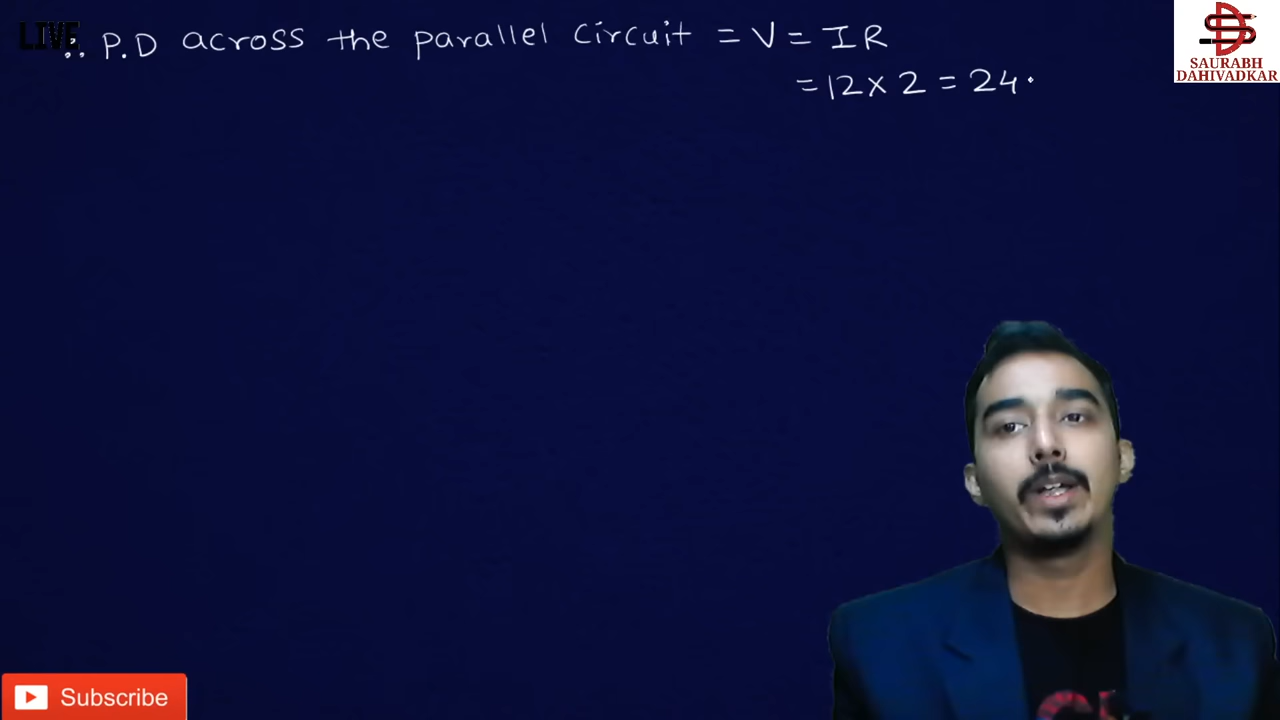 LIVE
∴ P.D across the parallel circuit = V = IR
= 12 × 2 = 24
SAURABH
DAHIVADKAR
Subscribe